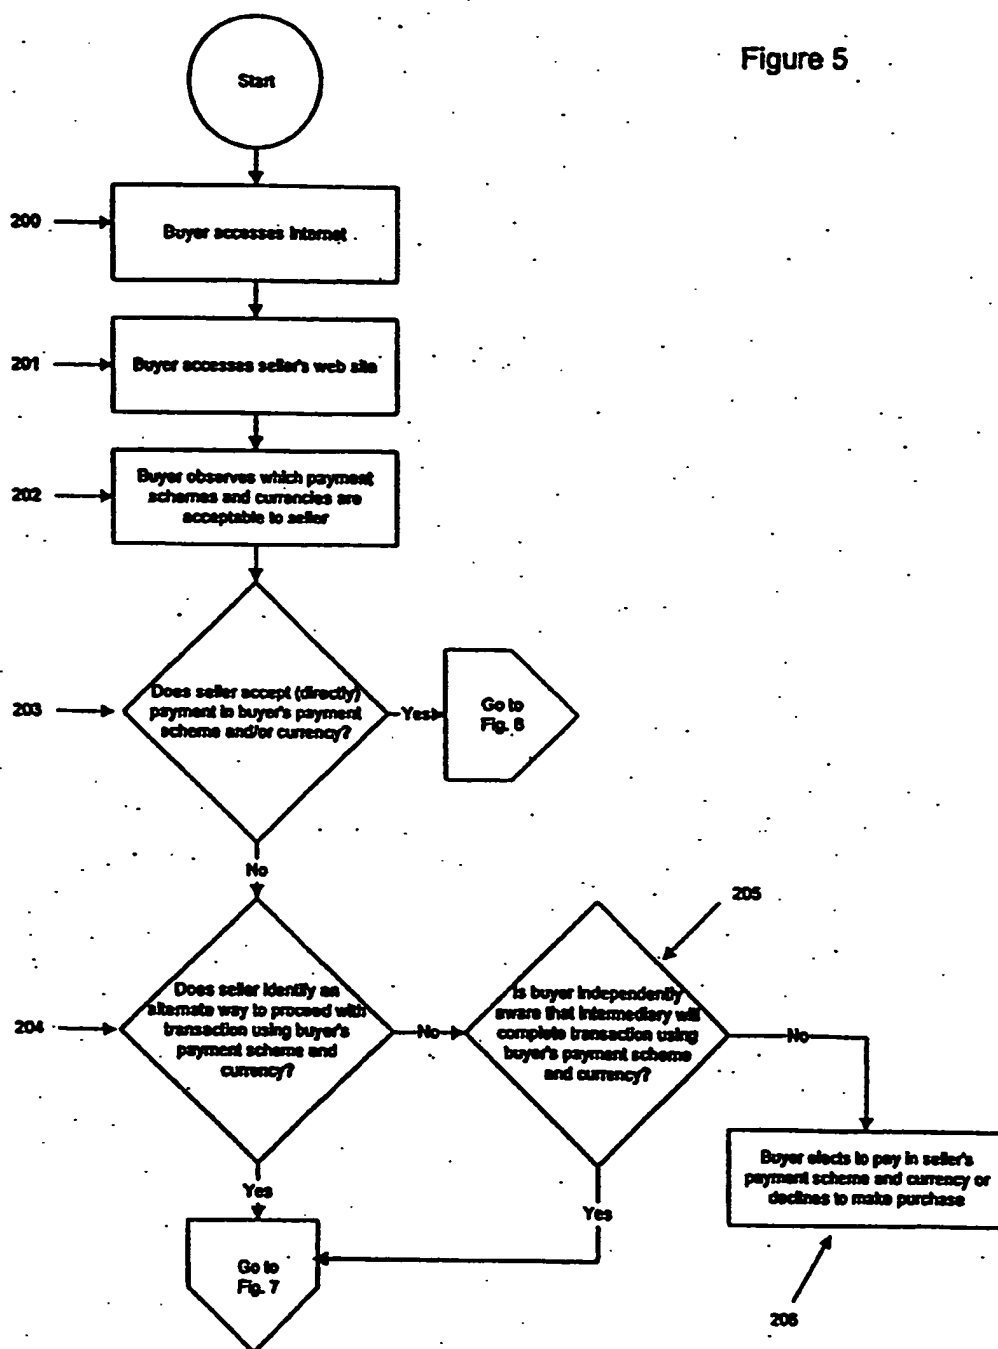 Figure 5
Start
200
Buyer accesses Internet
201
Buyer accesses seller's web site
202
Buyer observes which payment
schemes and currencies are
acceptable to seller
203
Does seller accept (directly)
payment in buyer's payment
scheme and/or currency?
Yes
Go to
Fig. 6
No
204
Does seller identify an
alternate way to proceed with
transaction using buyer's
payment scheme and
currency?
No
205
Is buyer independently
aware that intermediary will
complete transaction using
buyer's payment scheme
and currency?
No
Buyer elects to pay in seller's
payment scheme and currency or
declines to make purchase
206
Yes
Yes
Go to
Fig. 7